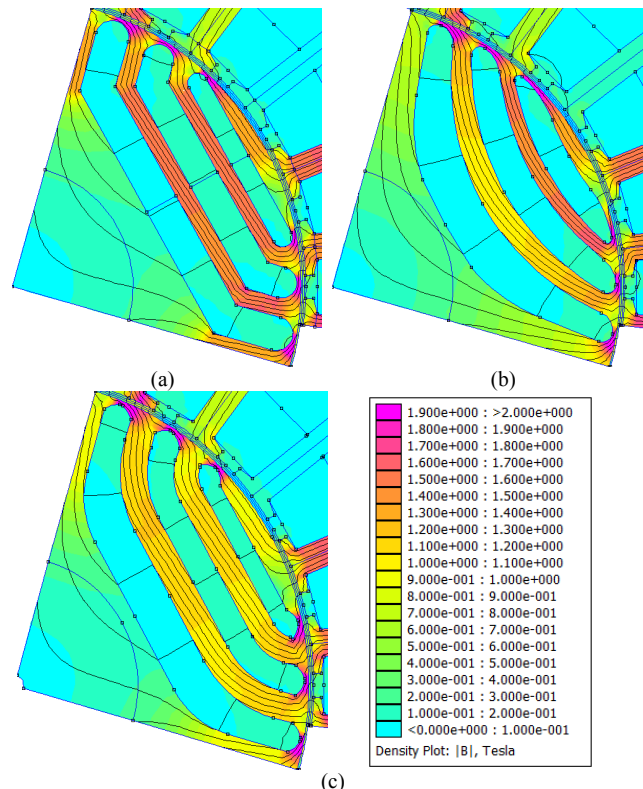 (a)
(b)
1.900e+000 : >2.000e+000
1.800e+000 : 1.900e+000
1.700e+000 : 1.800e+000
1.600e+000 : 1.700e+000
1.500e+000 : 1.600e+000
1.400e+000 : 1.500e+000
1.300e+000 : 1.400e+000
1.200e+000 : 1.300e+000
1.100e+000 : 1.200e+000
1.000e+000 : 1.100e+000
9.000e-001 : 1.000e+000
8.000e-001 : 9.000e-001
7.000e-001 : 8.000e-001
6.000e-001 : 7.000e-001
5.000e-001 : 6.000e-001
4.000e-001 : 5.000e-001
3.000e-001 : 4.000e-001
2.000e-001 : 3.000e-001
1.000e-001 : 2.000e-001
<0.000e+000 : 1.000e-001
Density Plot: |B|, Tesla
(c)